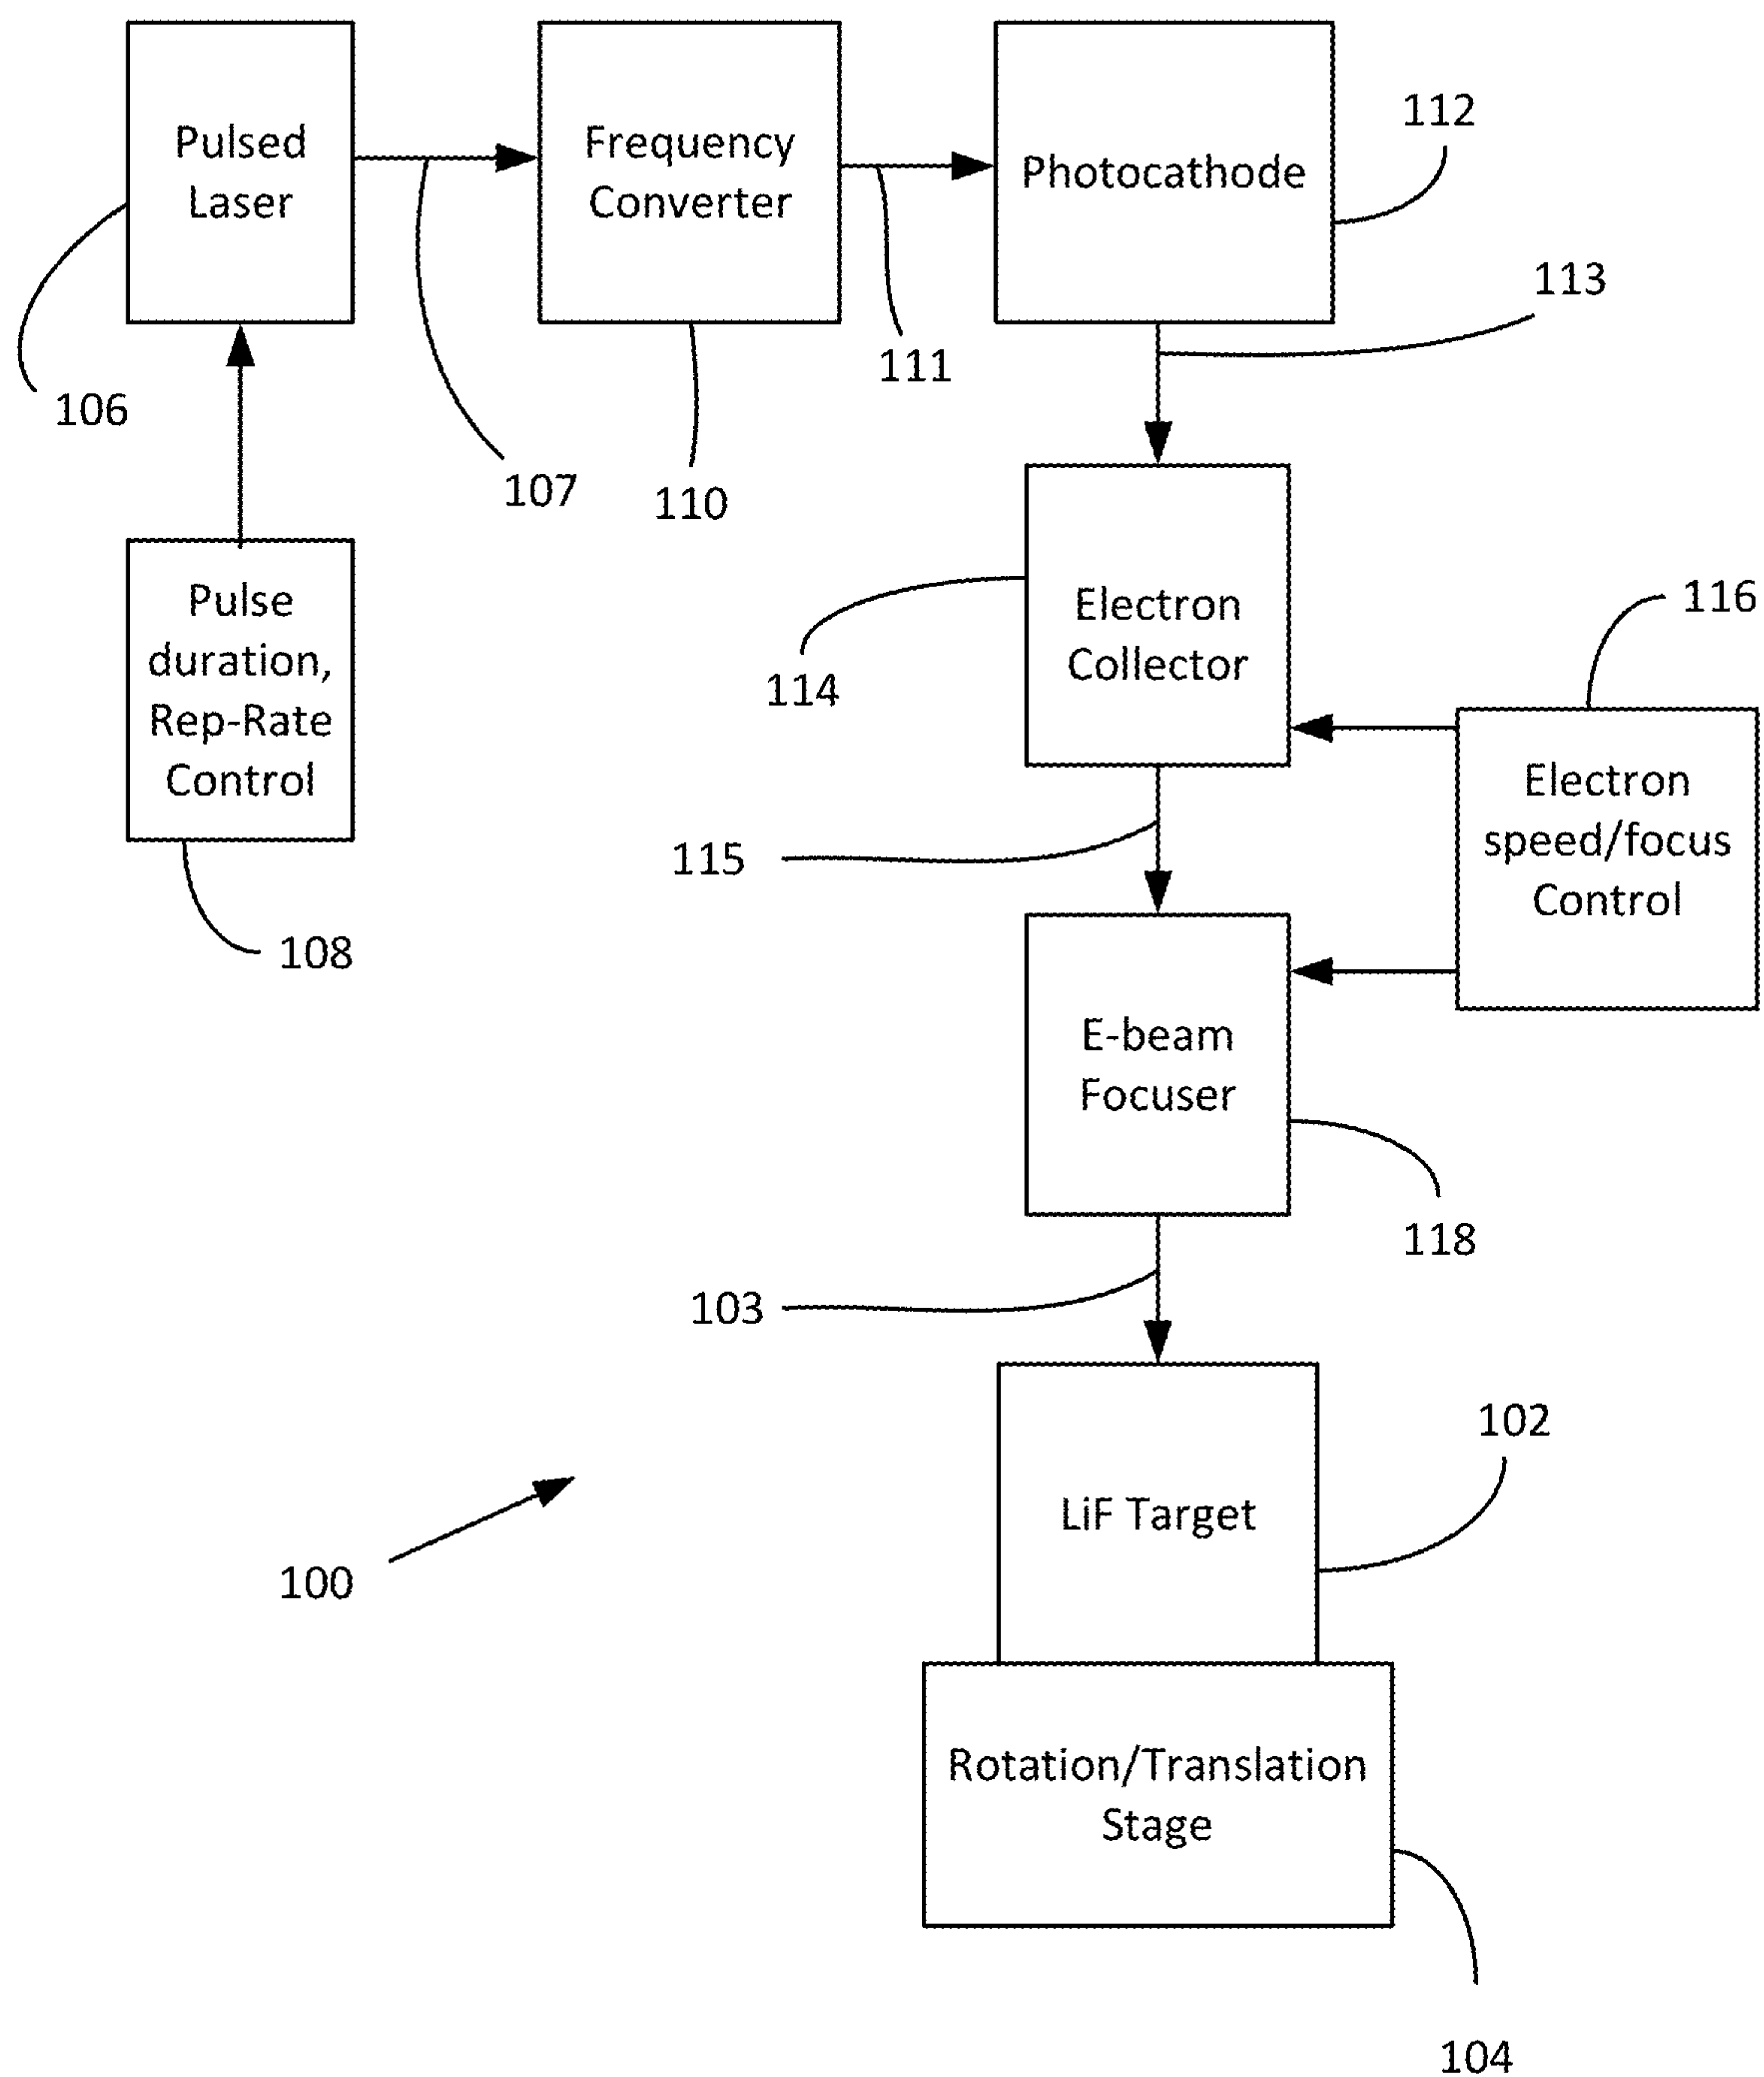 Pulsed
Laser
Frequency
Converter
Photocathode
112
113
111
106
107
110
Pulse
duration,
Rep-Rate
Control
108
Electron
Collector
114
116
Electron
speed/focus
Control
115
E-beam
Focuser
118
103
LiF Target
102
100
Rotation/Translation
Stage
104